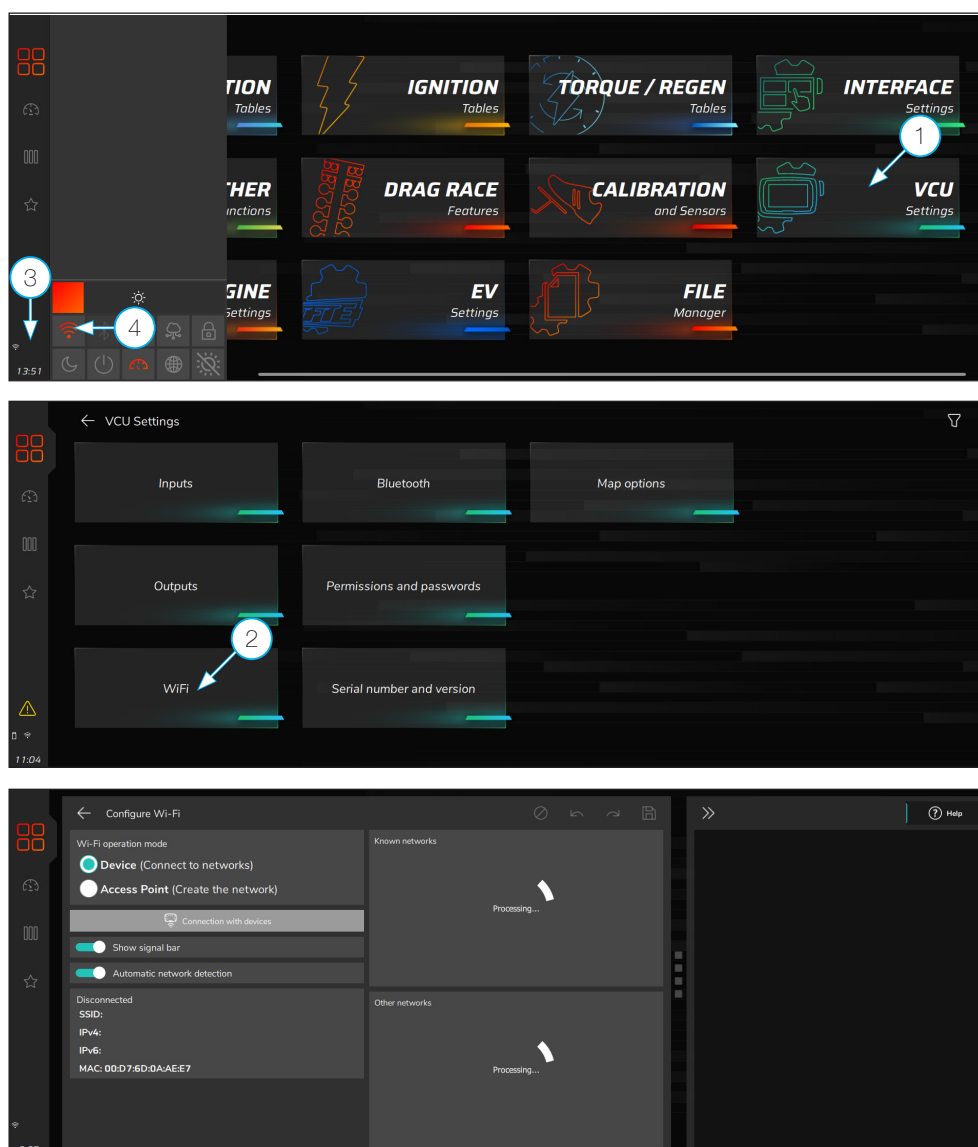 TION
Tables
IGNITION
Tables
TORQUE / REGEN
Tables
INTERFACE
Settings
1
HER
unctions
DRAG RACE
Features
CALIBRATION
and Sensors
VCU
Settings
3
4
GINE
Settings
EV
Settings
FILE
Manager
13:51
VCU Settings
Inputs
Bluetooth
Map options
Outputs
Permissions and passwords
2
WiFi
Serial number and version
11:04
Configure Wi-Fi
Help
Wi-Fi operation mode
Device (Connect to networks)
Access Point (Create the network)
Connection with devices
Show signal bar
Automatic network detection
Disconnected
SSID:
IPv4:
IPv6:
MAC: 00:D7:6D:0A:AE:E7
Known networks
Processing...
Other networks
Processing...